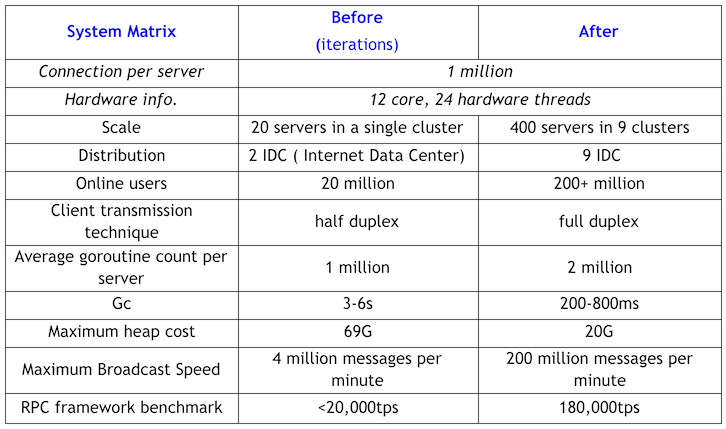 System Matrix
Before
(iterations)
After
Connection per server
1 million
Hardware info.
12 core, 24 hardware threads
Scale
20 servers in a single cluster
400 servers in 9 clusters
Distribution
2 IDC ( Internet Data Center)
9 IDC
Online users
20 million
200+ million
Client transmission
technique
half duplex
full duplex
Average goroutine count per
server
1 million
2 million
Gc
3-6s
200-800ms
Maximum heap cost
69G
20G
Maximum Broadcast Speed
4 million messages per
minute
200 million messages per
minute
RPC framework benchmark
<20,000tps
180,000tps